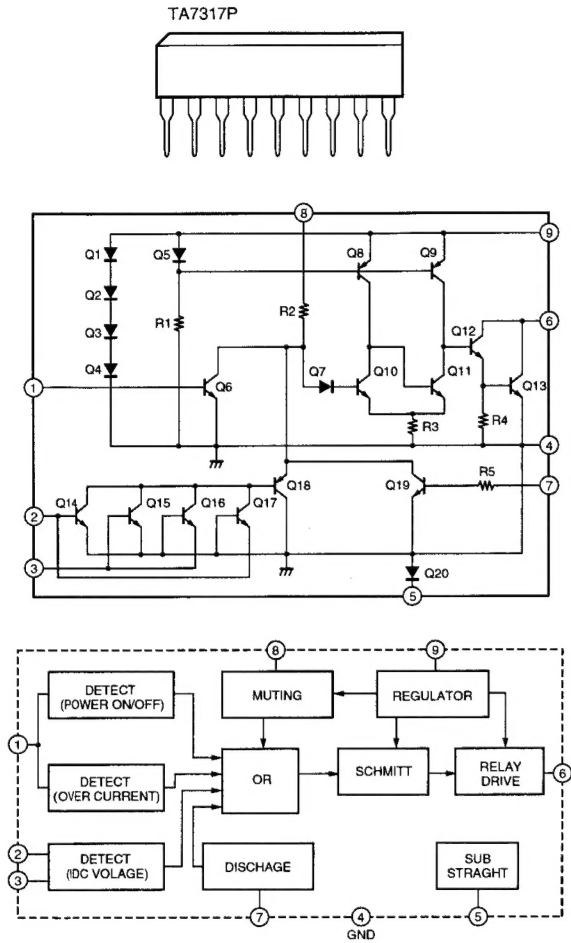 TA7317P
8
9
Q1
Q5
Q8
Q9
Q2
R2
Q12
6
Q3
R1
Q7
Q10
Q11
Q13
Q4
1
Q6
R3
R4
4
Q14
Q15
Q16
Q17
Q18
Q19
R5
7
2
3
Q20
5
8
9
DETECT
(POWER ON/OFF)
MUTING
REGULATOR
1
DETECT
(OVER CURRENT)
OR
SCHMITT
RELAY
DRIVE
6
2
3
DETECT
(IDC VOLAGE)
DISCHAGE
SUB
STRAGHT
7
4
5
GND